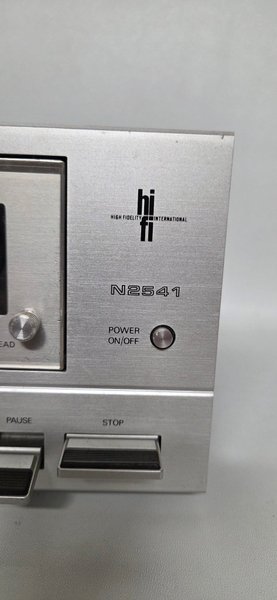 hi
HIGH FIDELITY INTERNATIONAL
fi
N2541
POWER
ON/OFF
EAD
PAUSE
STOP